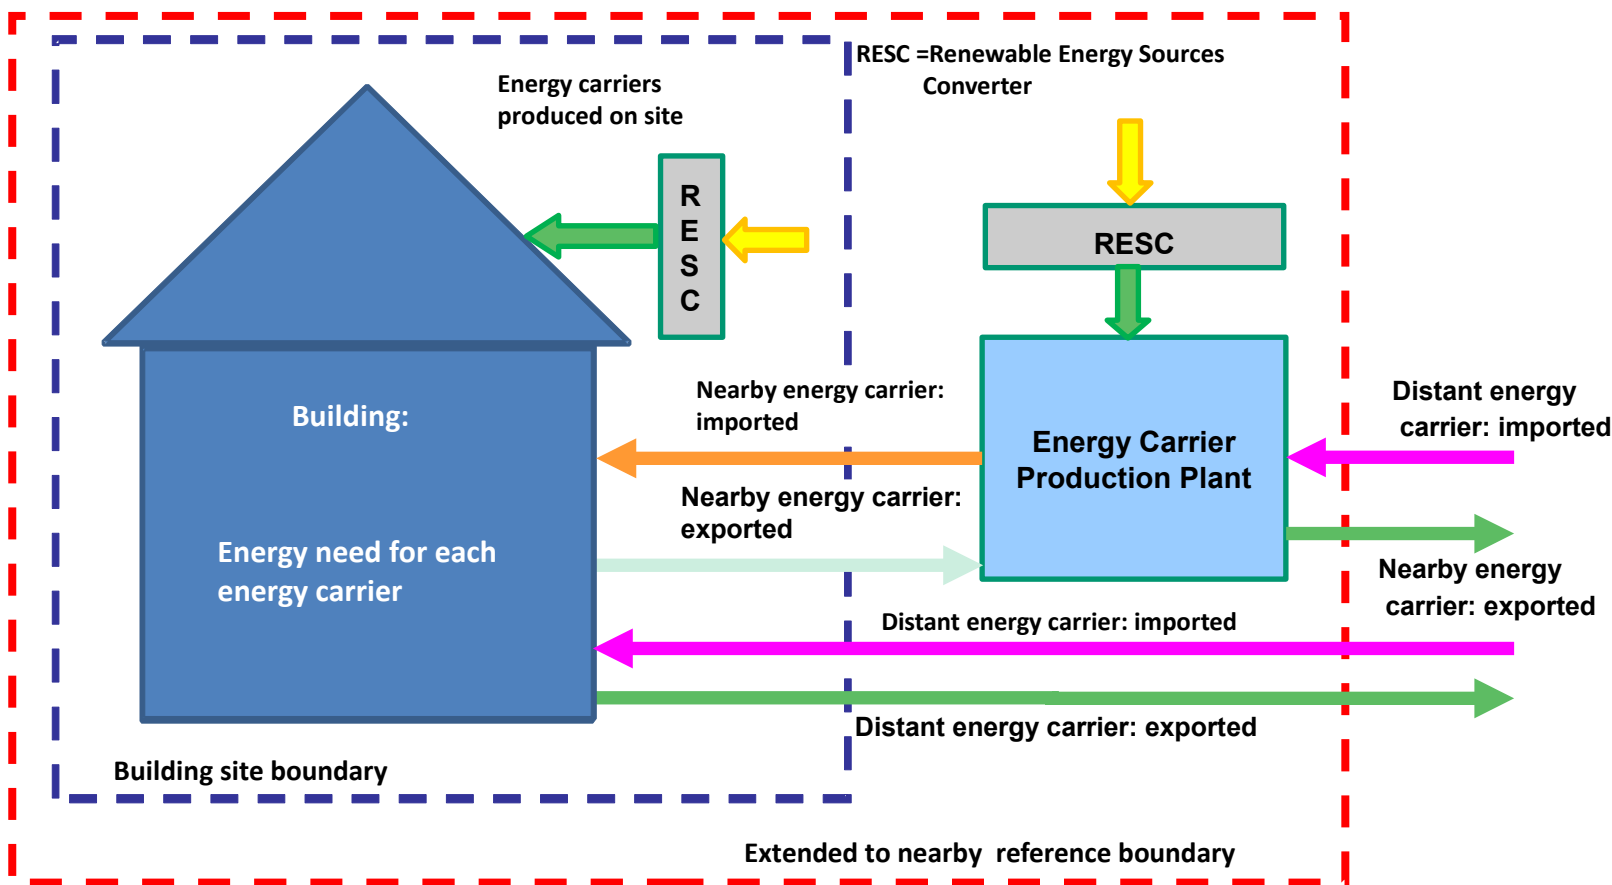 RESC =Renewable Energy Sources
Converter
Energy carriers
produced on site
R
E
S
C
RESC
Building:
Nearby energy carrier:
imported
Energy Carrier
Production Plant
Distant energy
carrier: imported
Nearby energy carrier:
exported
Energy need for each
energy carrier
Nearby energy
carrier: exported
Distant energy carrier: imported
Distant energy carrier: exported
Building site boundary
Extended to nearby  reference boundary